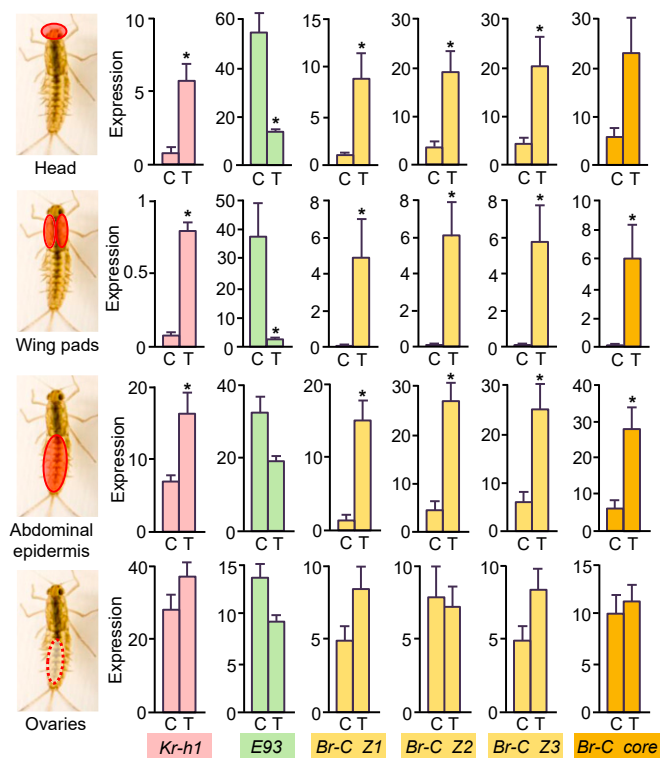 10 60 15 30 30 30
* * * * *
Expression
5 40 10 20 20 20
20 5 10 10 10
0 0 0 0 0 0
C T C T C T C T C T C T
Head
1 50 8 8 8 10
* * * * * *
Expression
40 6 6 6 8
0.5 30 4 4 4 6
20 4
10 2 2 2 2
0 0 0 0 0 0
C T C T C T C T C T C T
Wing pads
20 40 20 30 30 40
* * * * *
Expression
10 20 10 20 20 30
10 10 20
10
0 0 0 0 0 0
C T C T C T C T C T C T
Abdominal
epidermis
40 15 10 10 10 15
Expression
20 10 5 5 5 10
5 5
0 0 0 0 0 0
C T C T C T C T C T C T
Ovaries
Kr-h1 E93 Br-C Z1 Br-C Z2 Br-C Z3 Br-C core